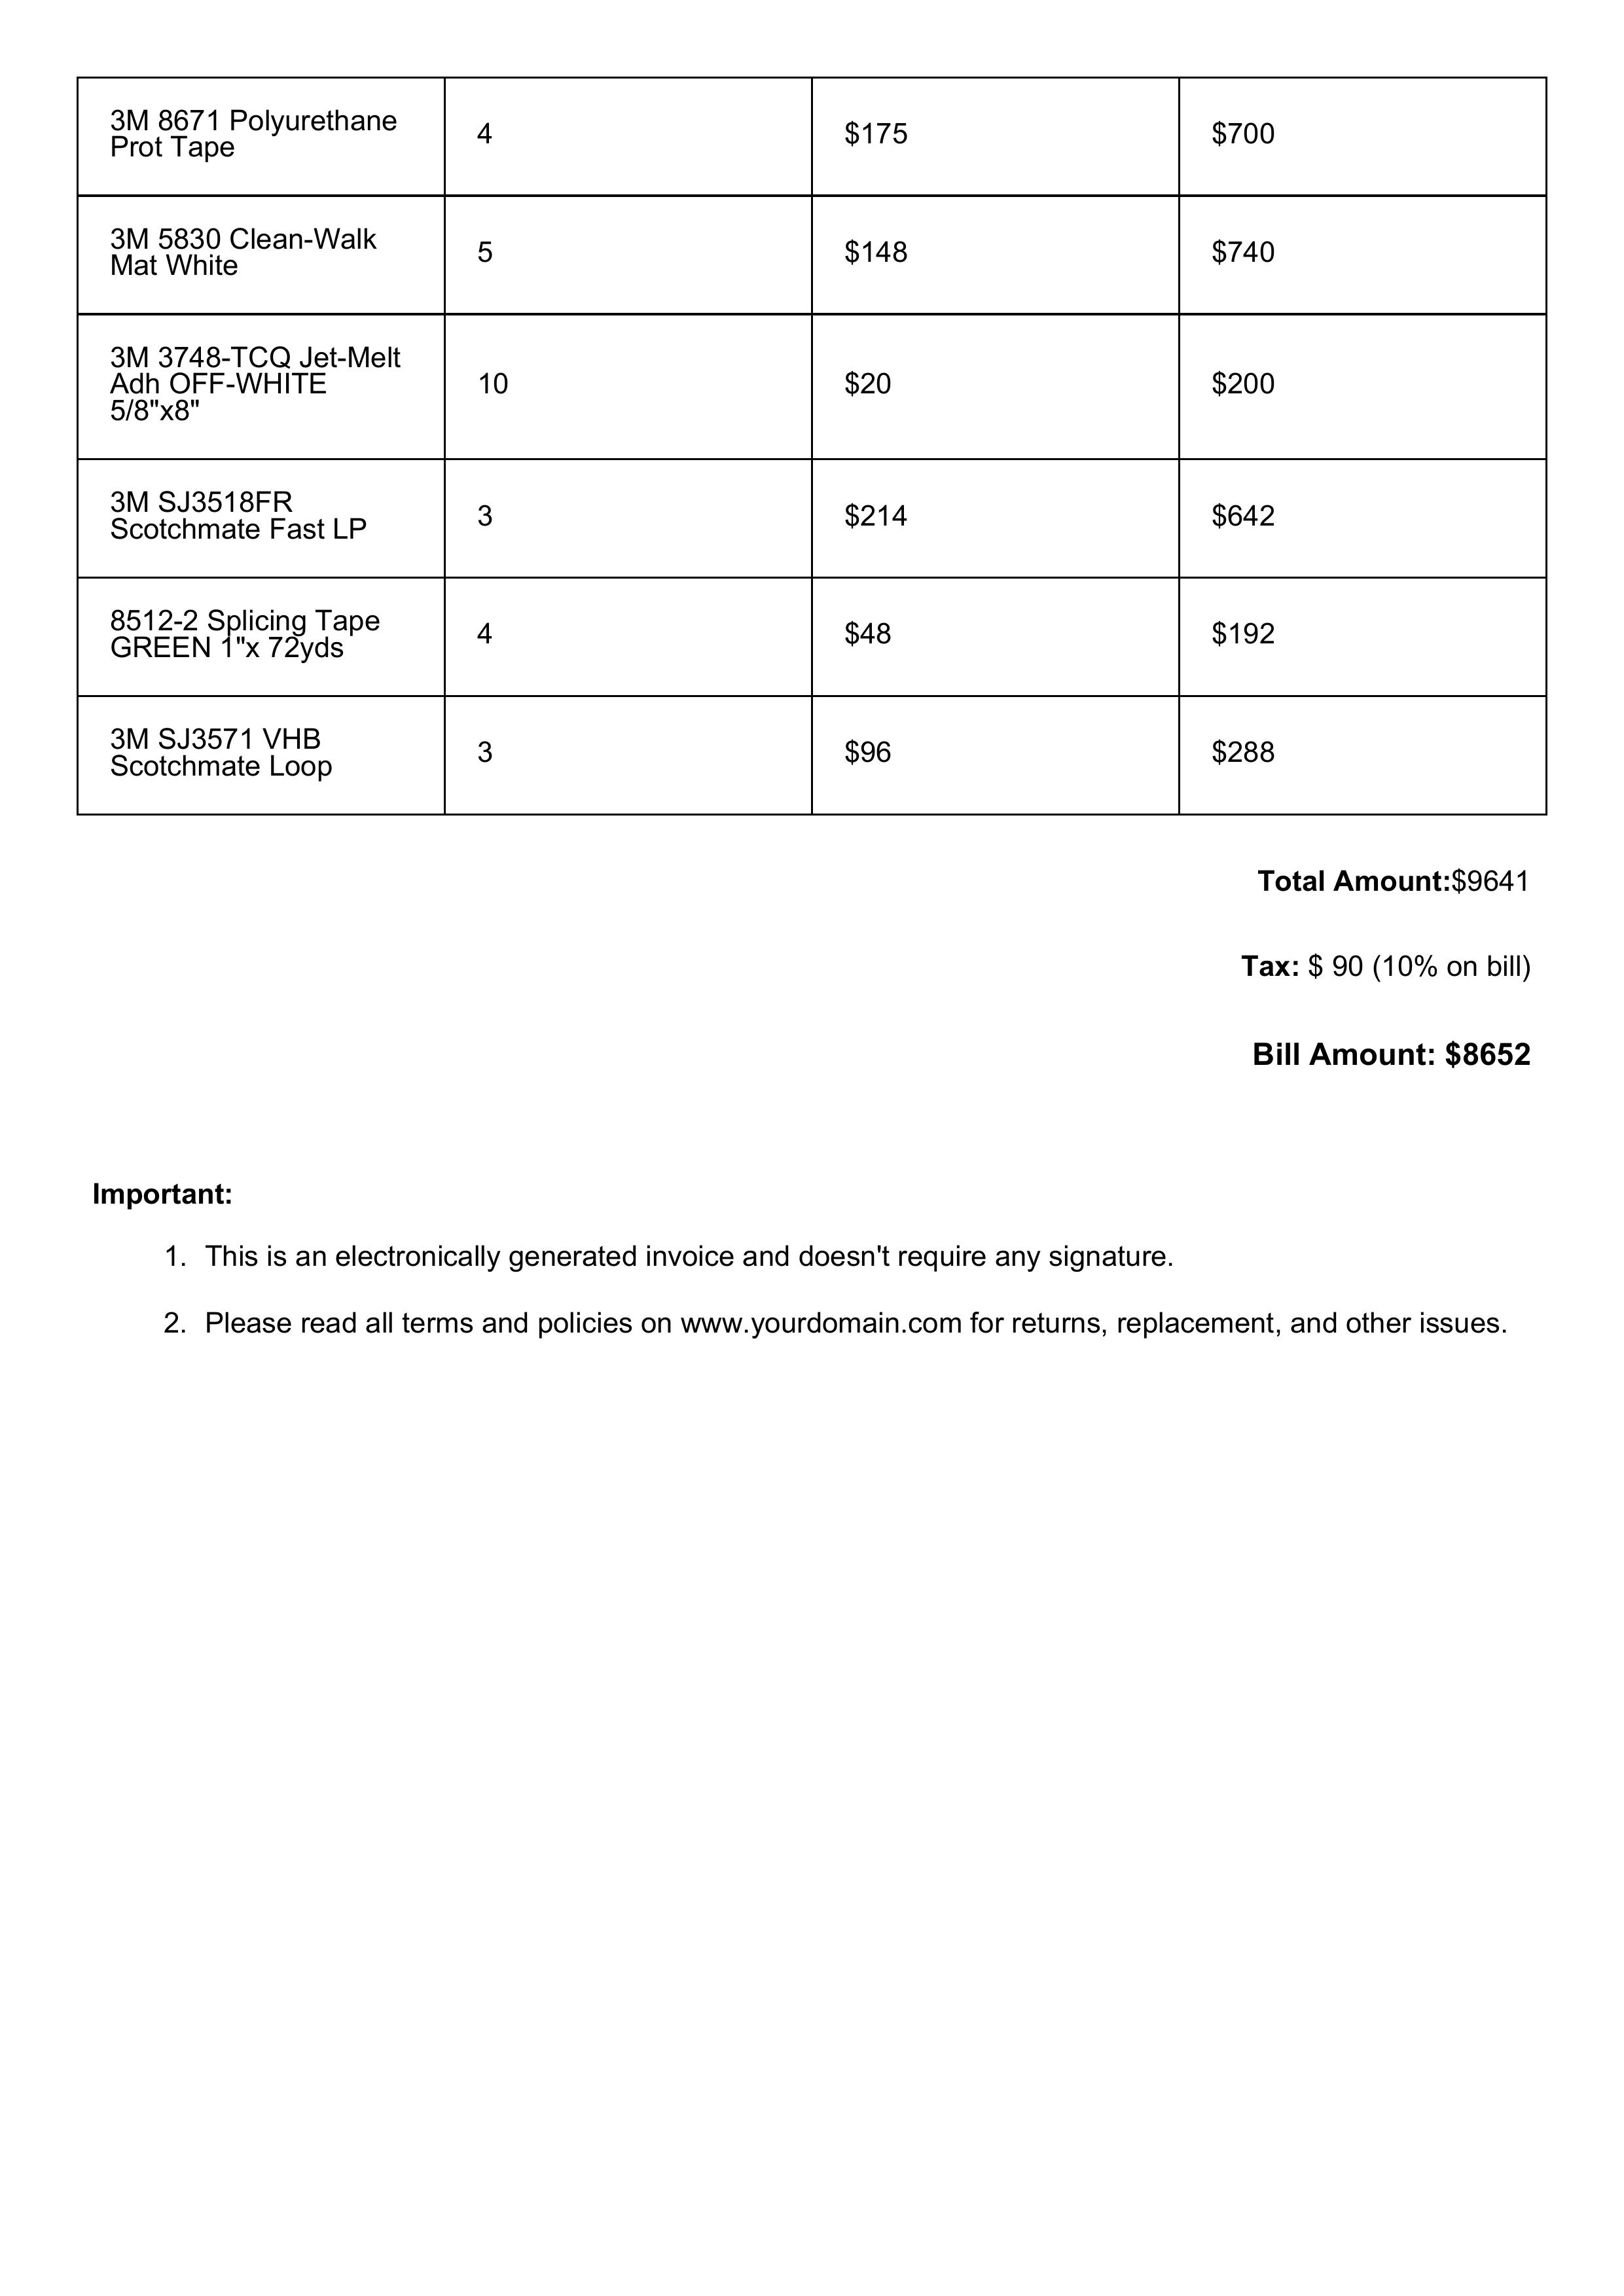 3M 8671 Polyurethane
Prot Tape
4
$175
$700
3M 5830 Clean-Walk
Mat White
5
$148
$740
3M 3748-TCQ Jet-Melt
Adh OFF-WHITE
5/8"x8"
10
$20
$200
3M SJ3518FR
Scotchmate Fast LP
3
$214
$642
8512-2 Splicing Tape
GREEN 1"x 72yds
4
$48
$192
3M SJ3571 VHB
Scotchmate Loop
3
$96
$288
Total Amount:$9641
Tax: $ 90 (10% on bill)
Bill Amount: $8652
Important:
1. This is an electronically generated invoice and doesn't require any signature.
2. Please read all terms and policies on www.yourdomain.com for returns, replacement, and other issues.